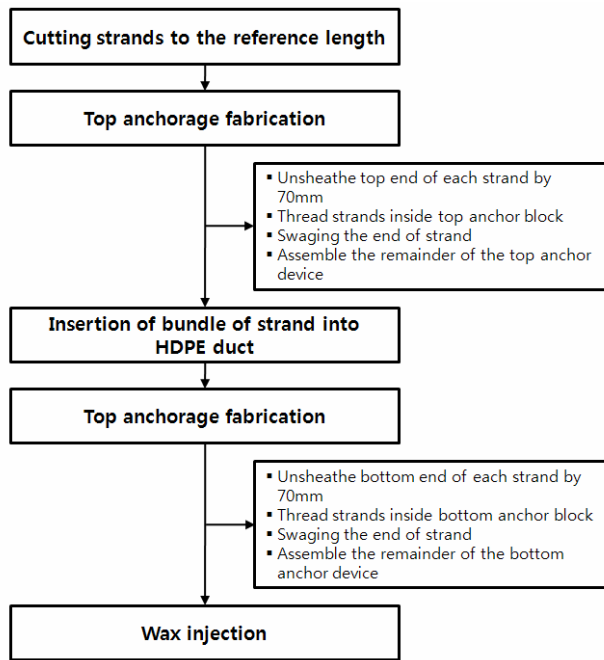 Cutting strands to the reference length
Top anchorage fabrication
▪ Unsheathe top end of each strand by
70mm
▪ Thread strands inside top anchor block
▪ Swaging the end of strand
▪ Assemble the remainder of the top anchor
device
Insertion of bundle of strand into
HDPE duct
Top anchorage fabrication
▪ Unsheathe bottom end of each strand by
70mm
▪ Thread strands inside bottom anchor block
▪ Swaging the end of strand
▪ Assemble the remainder of the bottom
anchor device
Wax injection